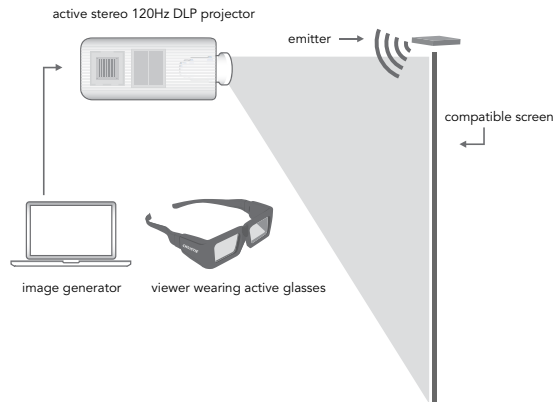 active stereo 120Hz DLP projector
emitter
compatible screen
image generator
viewer wearing active glasses